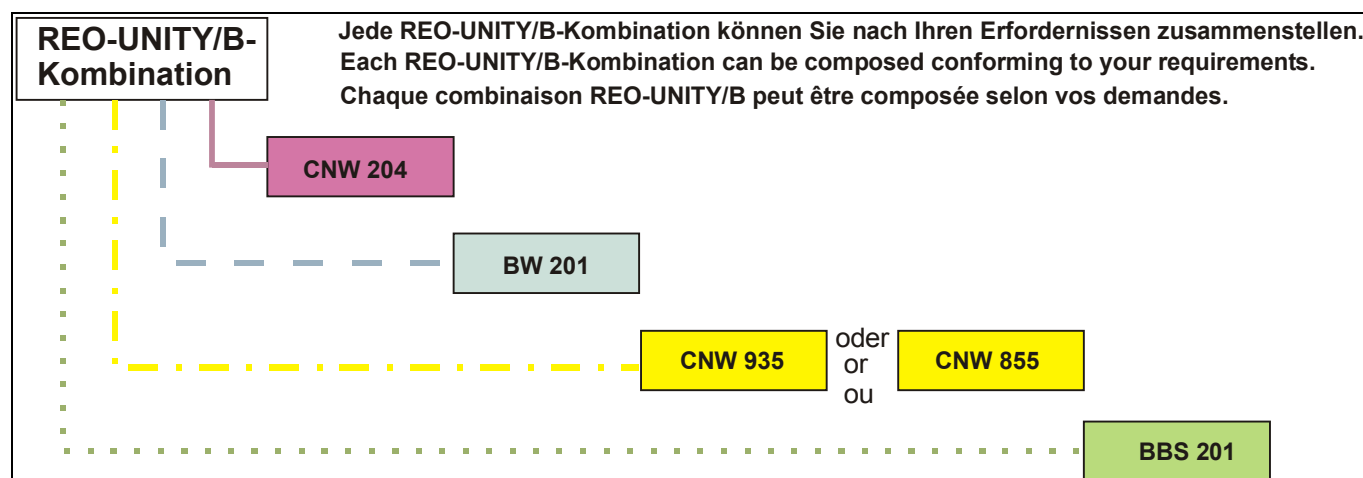 REO-UNITY/B-
Kombination
Jede REO-UNITY/B-Kombination können Sie nach Ihren Erfordernissen zusammenstellen.
Each REO-UNITY/B-Kombination can be composed conforming to your requirements.
Chaque combinaison REO-UNITY/B peut être composée selon vos demandes.
CNW 204
BW 201
CNW 935
oder
or
ou
CNW 855
BBS 201